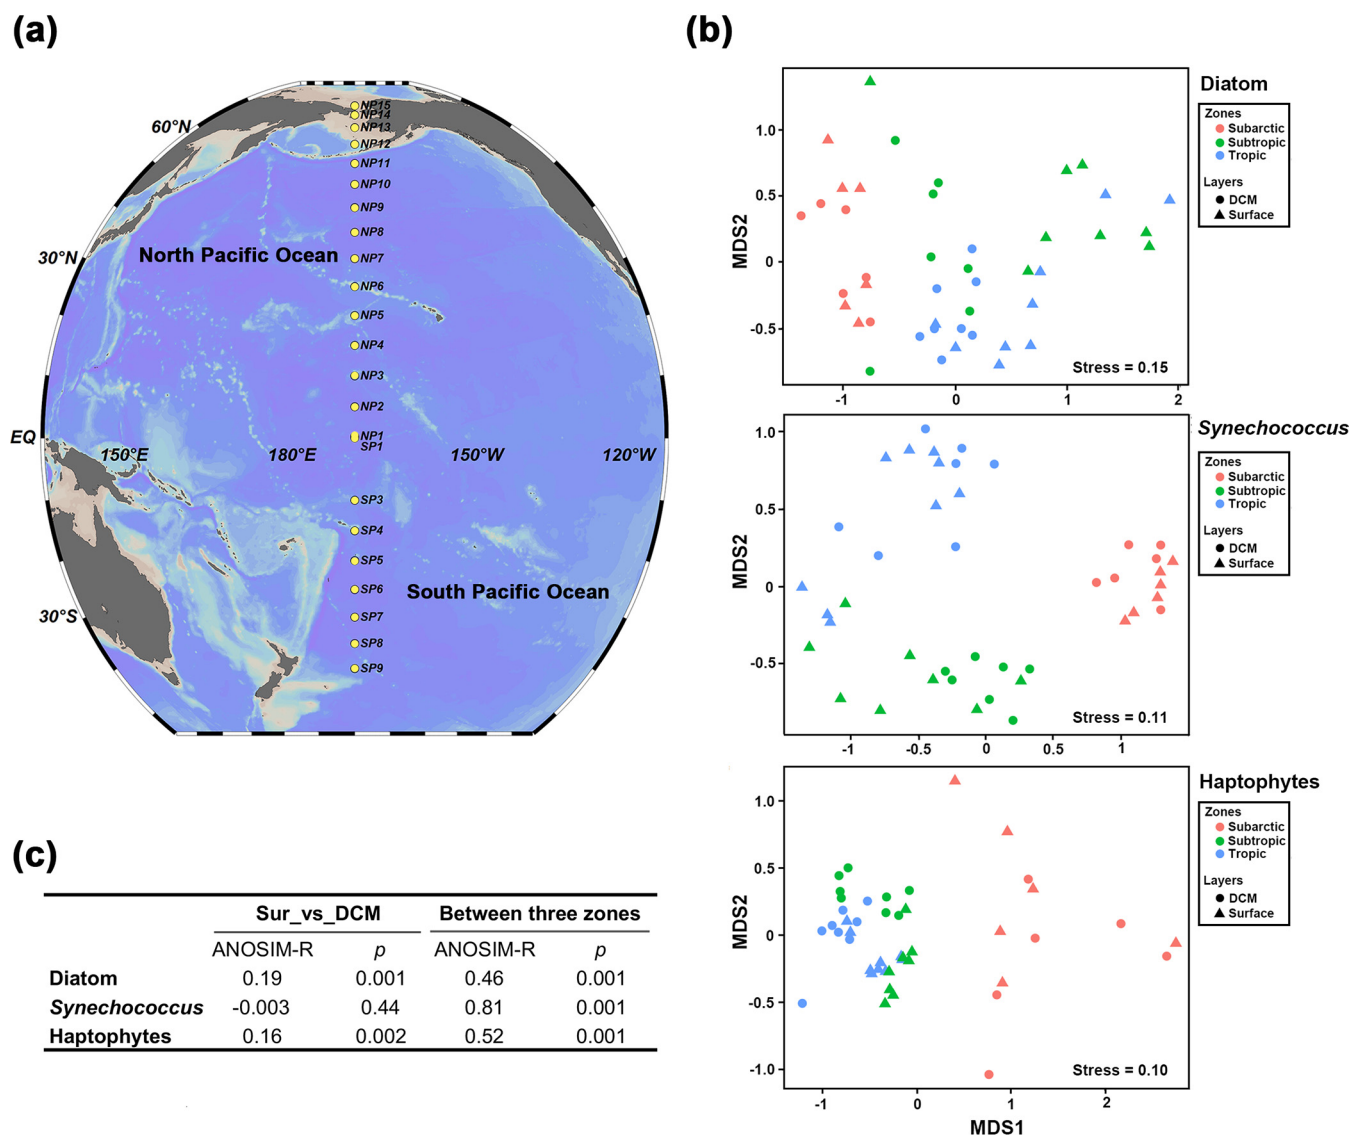 (a)
NP15
NP14
60°N
NP13
NP12
NP11
NP10
NP9
NP8
North Pacific Ocean
30°N
NP7
NP6
NP5
NP4
NP3
NP2
EQ
NP1
SP1
150°E
180°E
150°W
120°W
SP3
SP4
SP5
SP6
South Pacific Ocean
30°S
SP7
SP8
SP9
(b)
Diatom
Zones
Subarctic
Subtropic
Tropic
Layers
DCM
Surface
MDS2
1.0
0.5
0
-0.5
Stress = 0.15
-1
0
1
2
Synechococcus
Zones
Subarctic
Subtropic
Tropic
Layers
DCM
Surface
MDS2
1.0
0.5
0
-0.5
Stress = 0.11
-1
-0.5
0
0.5
1
Haptophytes
Zones
Subarctic
Subtropic
Tropic
Layers
DCM
Surface
MDS2
1.0
0.5
0
-0.5
-1.0
Stress = 0.10
-1
0
1
2
MDS1
(c)
Sur_vs_DCM Between three zones
ANOSIM-R p ANOSIM-R p
Diatom 0.19 0.001 0.46 0.001
Synechococcus -0.003 0.44 0.81 0.001
Haptophytes 0.16 0.002 0.52 0.001